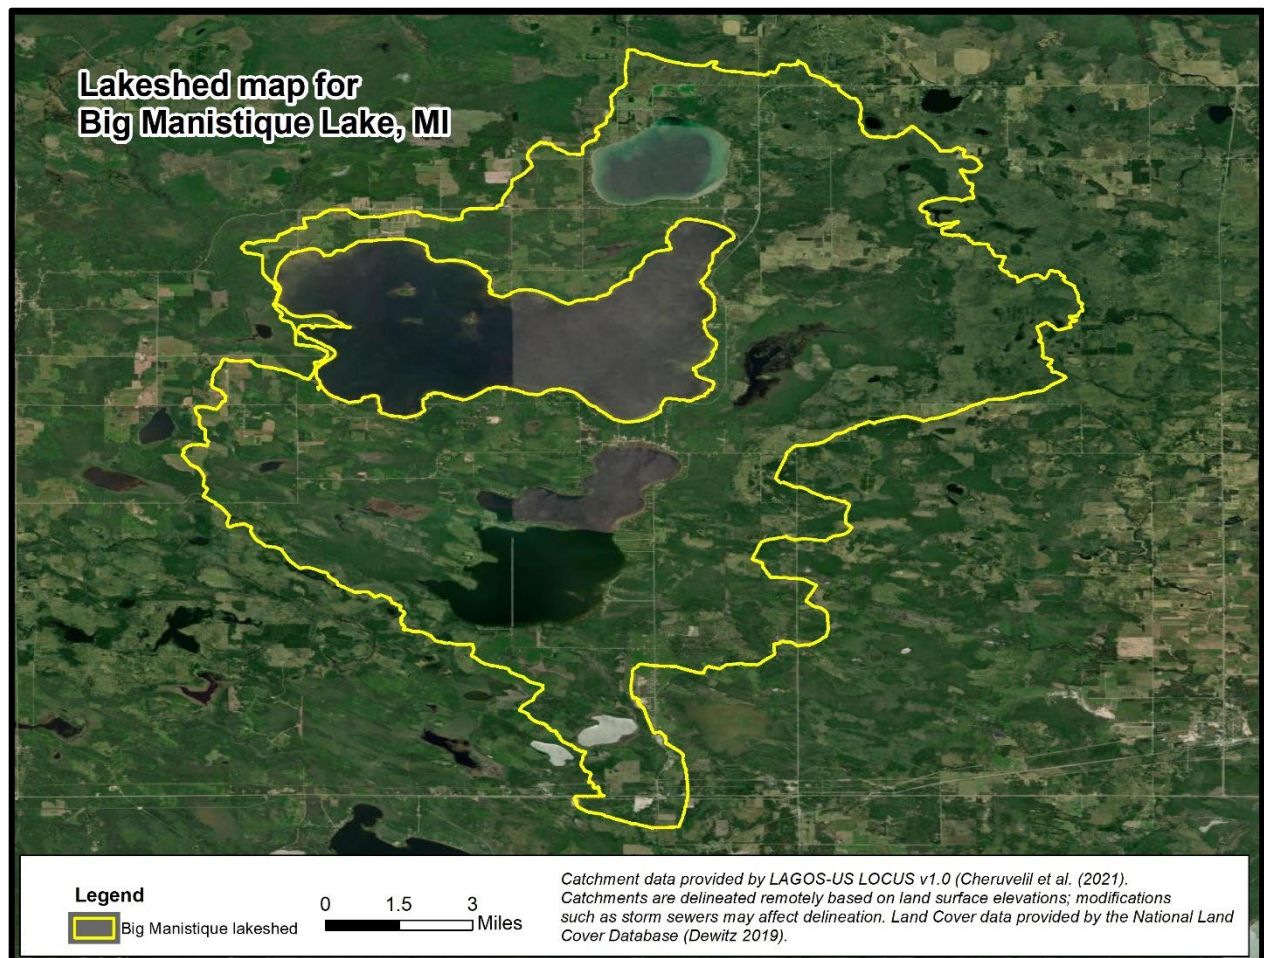 Lakeshed map for
Big Manistique Lake, MI
Legend
Big Manistique lakeshed
0 1.5 3
Miles
Catchment data provided by LAGOS-US LOCUS v1.0 (Cheruvelil et al. (2021).
Catchments are delineated remotely based on land surface elevations; modifications
such as storm sewers may affect delineation. Land Cover data provided by the National Land
Cover Database (Dewitz 2019).